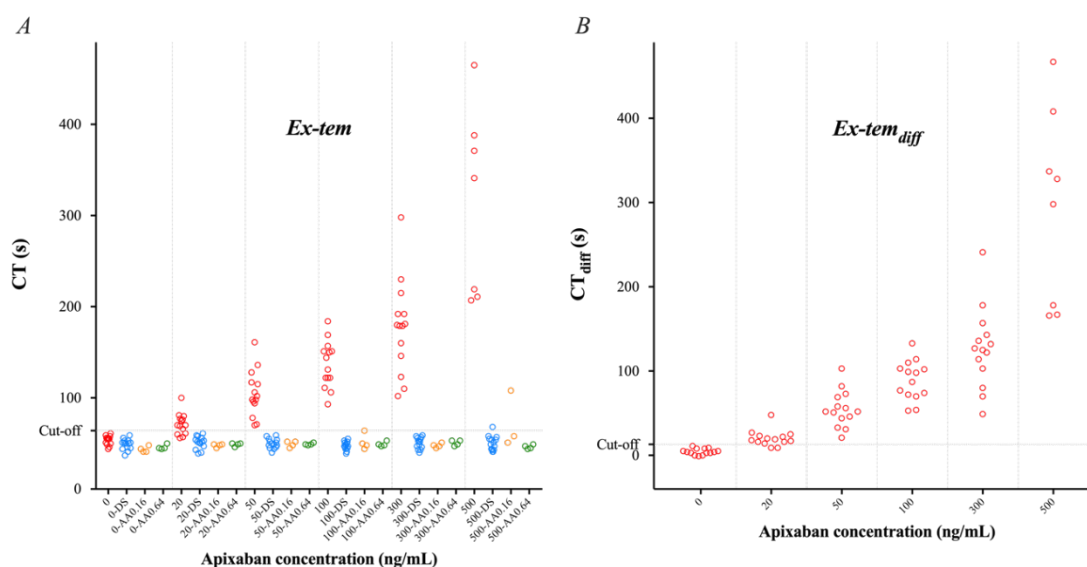 A
Ex-tem
CT (s)
400
300
200
100
Cut-off
0
0
0-DS
0-AA0.16
0-AA0.64
20
20-DS
20-AA0.16
20-AA0.64
50
50-DS
50-AA0.16
50-AA0.64
100
100-DS
100-AA0.16
100-AA0.64
300
300-DS
300-AA0.16
300-AA0.64
500
500-DS
500-AA0.16
500-AA0.64
Apixaban concentration (ng/mL)
B
Ex-temdiff
CTdiff (s)
400
300
200
100
Cut-off
0
0 20 50 100 300 500
Apixaban concentration (ng/mL)